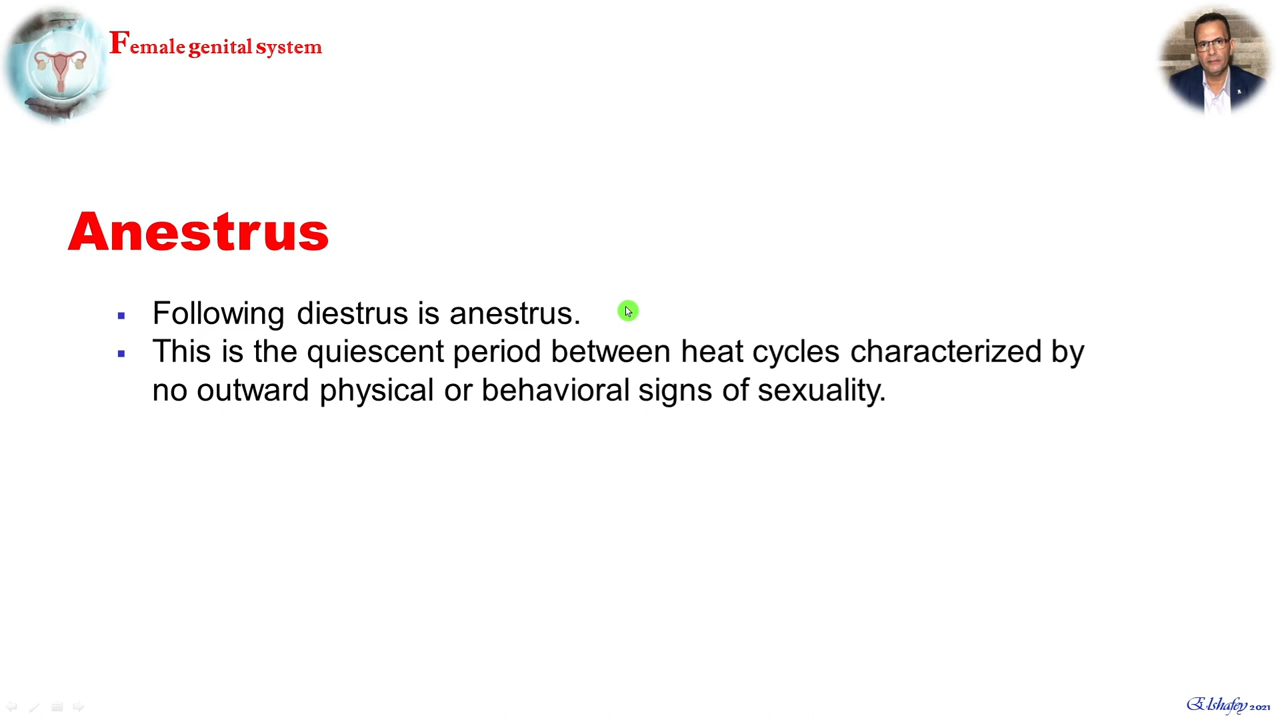 Female genital system
Anestrus
Following diestrus is anestrus.
This is the quiescent period between heat cycles characterized by
no outward physical or behavioral signs of sexuality.
Elshafey 2021